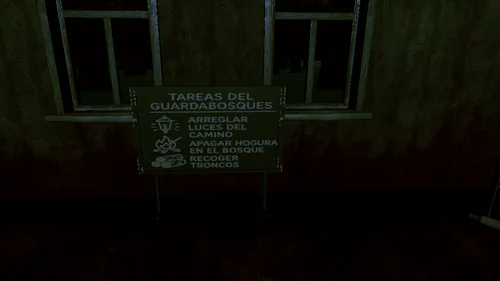 TAREAS DEL
GUARDABOSQUES
ARREGLAR
LUCES DEL
CAMINO
APAGAR HOGURA
EN EL BOSQUE
RECOGER
TRONCOS